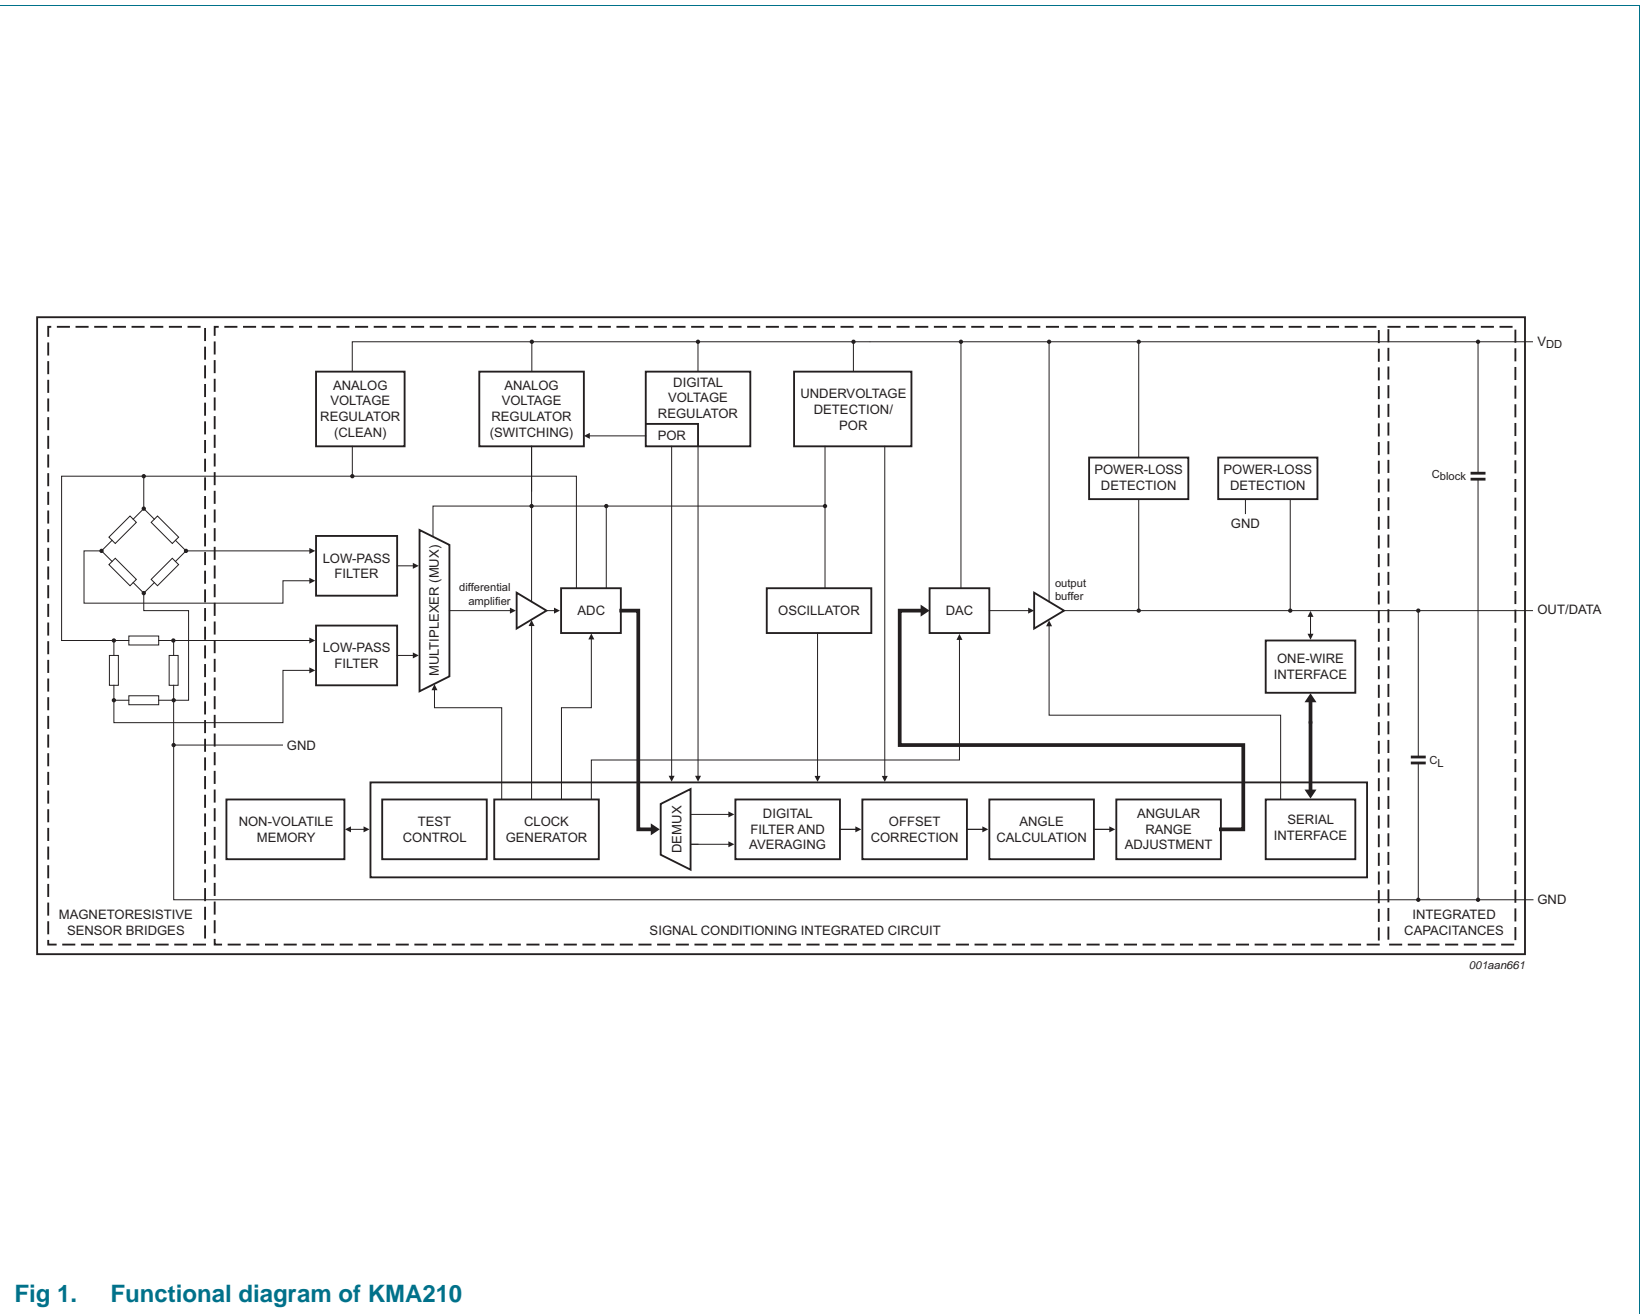 VDD
ANALOG
VOLTAGE
REGULATOR
(CLEAN)
ANALOG
VOLTAGE
REGULATOR
(SWITCHING)
DIGITAL
VOLTAGE
REGULATOR
POR
UNDERVOLTAGE
DETECTION/
POR
POWER-LOSS
DETECTION
POWER-LOSS
DETECTION
GND
Cblock
LOW-PASS
FILTER
LOW-PASS
FILTER
MULTIPLEXER (MUX)
differential
amplifier
ADC
OSCILLATOR
DAC
output
buffer
OUT/DATA
ONE-WIRE
INTERFACE
GND
CL
NON-VOLATILE
MEMORY
TEST
CONTROL
CLOCK
GENERATOR
DEMUX
DIGITAL
FILTER AND
AVERAGING
OFFSET
CORRECTION
ANGLE
CALCULATION
ANGULAR
RANGE
ADJUSTMENT
SERIAL
INTERFACE
GND
MAGNETORESISTIVE
SENSOR BRIDGES
SIGNAL CONDITIONING INTEGRATED CIRCUIT
INTEGRATED
CAPACITANCES
001aan661
Fig 1. Functional diagram of KMA210